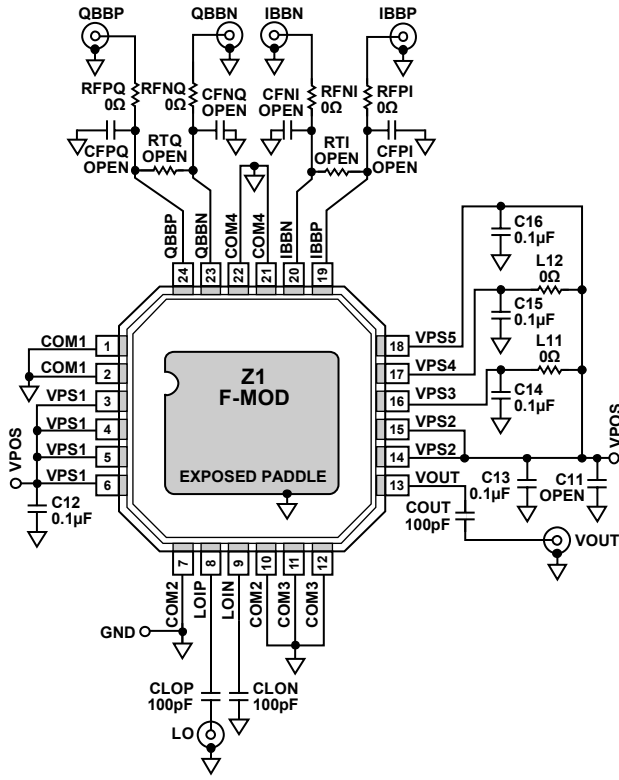 QBBP QBBN IBBN IBBP
RFPQ
0Ω
RFNQ
0Ω
CFNQ
OPEN
CFNI
OPEN
RFNI
0Ω
RFPI
0Ω
CFPQ
OPEN
RTQ
OPEN
RTI
OPEN
CFPI
OPEN
QBBP QBBN COM4 COM4 IBBN IBBP
24 23 22 21 20 19
COM1 1
COM1 2
VPS1 3
VPS1 4
VPS1 5
VPS1 6
VPOS
C12
0.1µF
Z1
F-MOD
EXPOSED PADDLE
18 VPS5
17 VPS4
16 VPS3
15 VPS2
14 VPS2
13 VOUT
C16
0.1µF
L12
0Ω
C15
0.1µF
L11
0Ω
C14
0.1µF
VPOS
C13
0.1µF
C11
OPEN
COUT
100pF
VOUT
7 8 9 10 11 12
COM2 LOIP LOIN COM2 COM3 COM3
GND
CLOP
100pF
CLON
100pF
LO